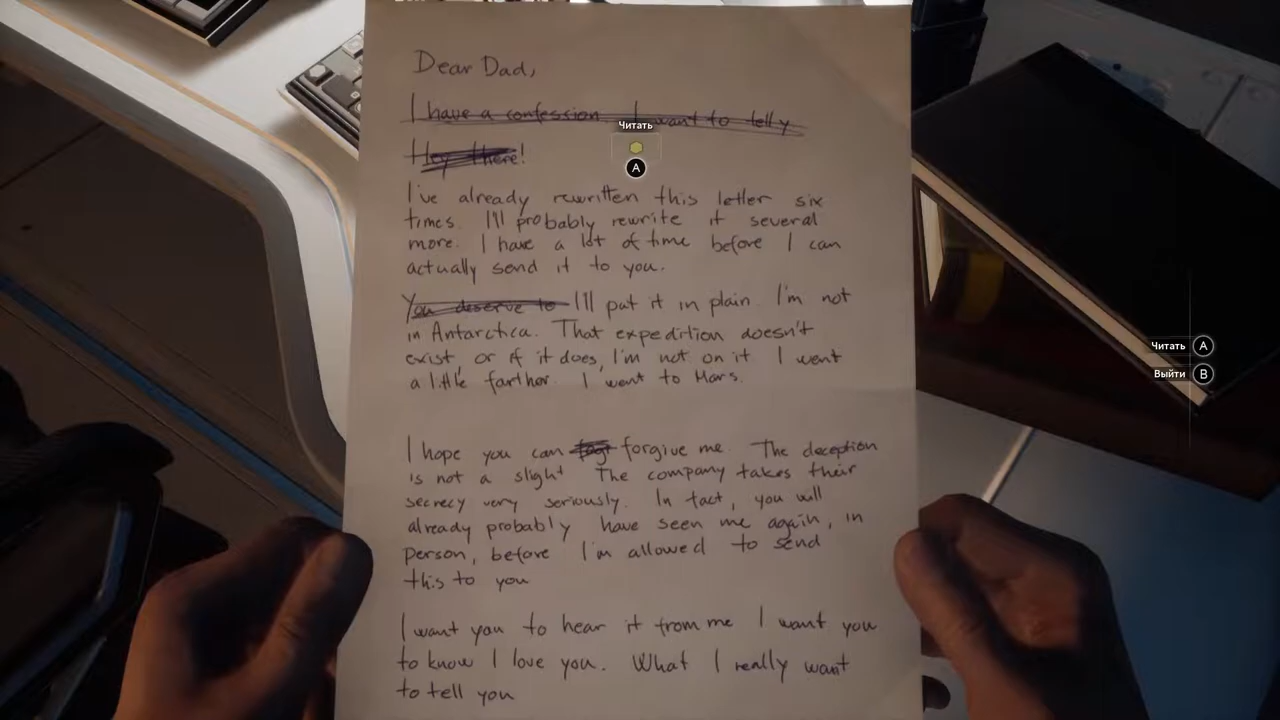 Dear Dad,
I have a confession. I want to tell y
Читать
A
Hey there!
I've already rewritten this letter six
times. I'll probably rewrite it several
more. I have a lot of time before I can
actually send it to you.
You deserve to I'll put it in plain. I'm not
in Antarctica. That expedition doesn't
exist, or if it does, I'm not on it. I went
a little farther. I went to Mars.
I hope you can forgive me. The deception
is not a slight. The company takes their
secrecy very seriously. In fact, you will
already probably have seen me again, in
person, before I'm allowed to send
this to you
I want you to hear it from me I want you
to know I love you. What I really want
to tell you
Читать A
Выйти B